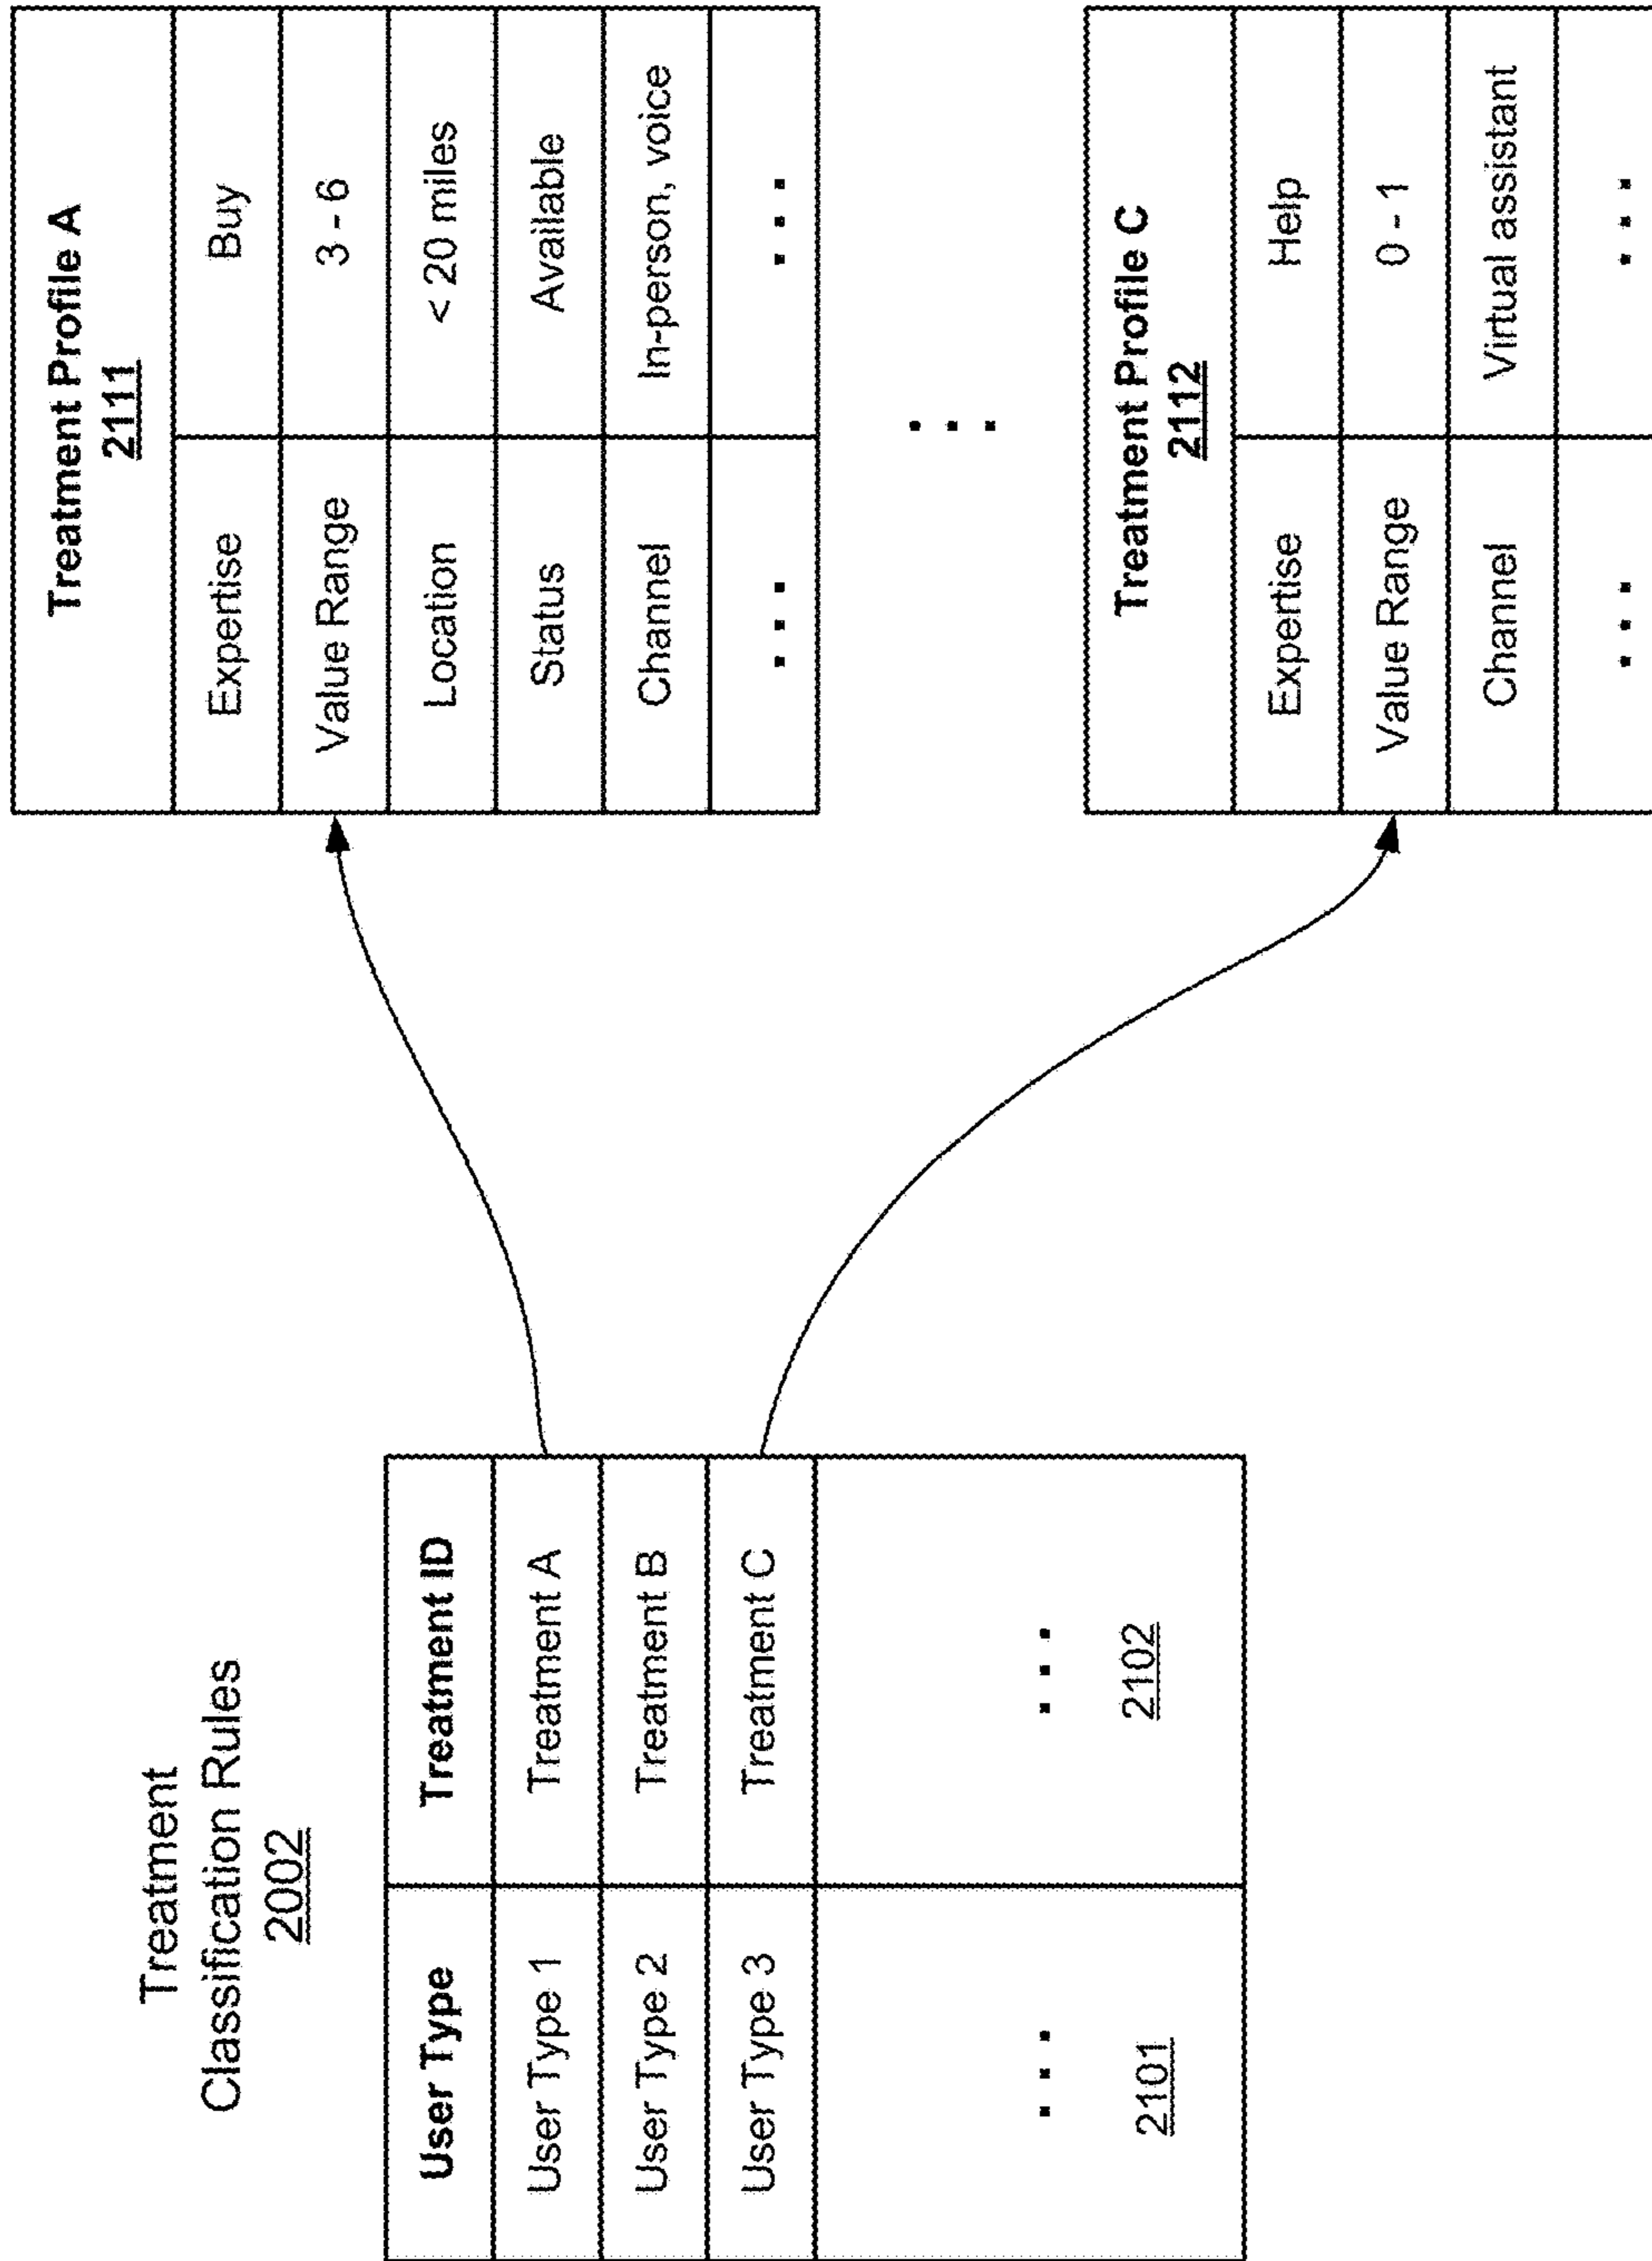 Treatment
Classification Rules
2002
User Type Treatment ID
User Type 1 Treatment A
User Type 2 Treatment B
User Type 3 Treatment C
... ...
2101 2102
Treatment Profile A
2111
Expertise Buy
Value Range 3 - 6
Location < 20 miles
Status Available
Channel In-person, voice
... ...
...
Treatment Profile C
2112
Expertise Help
Value Range 0 - 1
Channel Virtual assistant
... ...